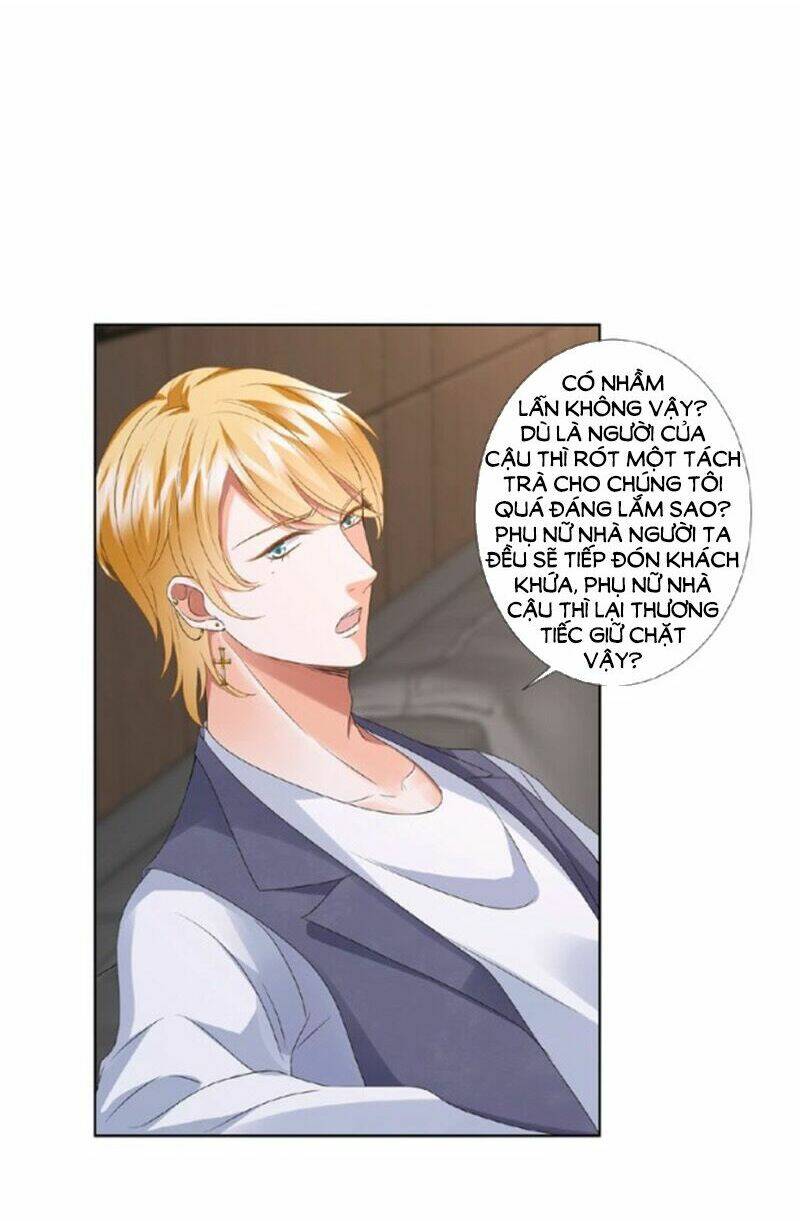 CÓ NHẦM
LẪN KHÔNG VẬY?
DÙ LÀ NGƯỜI CỦA
CẬU THÌ RÓT MỘT TÁCH
TRÀ CHO CHÚNG TÔI
QUÁ ĐÁNG LẮM SAO?
PHỤ NỮ NHÀ NGƯỜI TA
ĐỀU SẼ TIẾP ĐÓN KHÁCH
KHỨA, PHỤ NỮ NHÀ
CẬU THÌ LẠI THƯƠNG
TIẾC GIỮ CHẶT
VẬY?